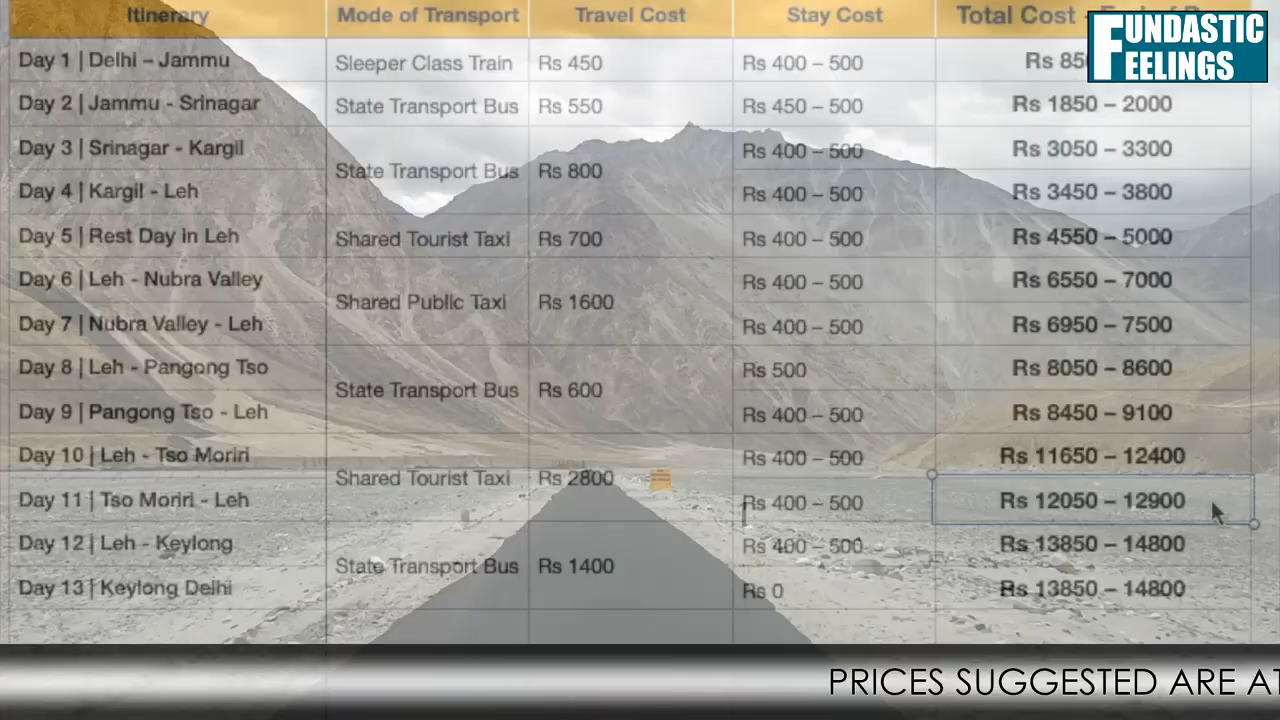 Itinerary Mode of Transport Travel Cost Stay Cost Total Cost -
FUNDASTIC
FEELINGS
Day 1 | Delhi – Jammu Sleeper Class Train Rs 450 Rs 400 – 500 Rs 850
Day 2 | Jammu - Srinagar State Transport Bus Rs 550 Rs 450 – 500 Rs 1850 – 2000
Day 3 | Srinagar - Kargil State Transport Bus Rs 800 Rs 400 – 500 Rs 3050 – 3300
Day 4 | Kargil - Leh Rs 400 – 500 Rs 3450 – 3800
Day 5 | Rest Day in Leh Shared Tourist Taxi Rs 700 Rs 400 – 500 Rs 4550 – 5000
Day 6 | Leh - Nubra Valley Shared Public Taxi Rs 1600 Rs 400 – 500 Rs 6550 – 7000
Day 7 | Nubra Valley - Leh Rs 400 – 500 Rs 6950 – 7500
Day 8 | Leh - Pangong Tso State Transport Bus Rs 600 Rs 500 Rs 8050 – 8600
Day 9 | Pangong Tso - Leh Rs 400 – 500 Rs 8450 – 9100
Day 10 | Leh - Tso Moriri Shared Tourist Taxi Rs 2800 Rs 400 – 500 Rs 11650 – 12400
Day 11 | Tso Moriri - Leh Rs 400 – 500 Rs 12050 – 12900
Day 12 | Leh - Keylong State Transport Bus Rs 1400 Rs 400 – 500 Rs 13850 – 14800
Day 13 | Keylong Delhi Rs 0 Rs 13850 – 14800
PRICES SUGGESTED ARE AT